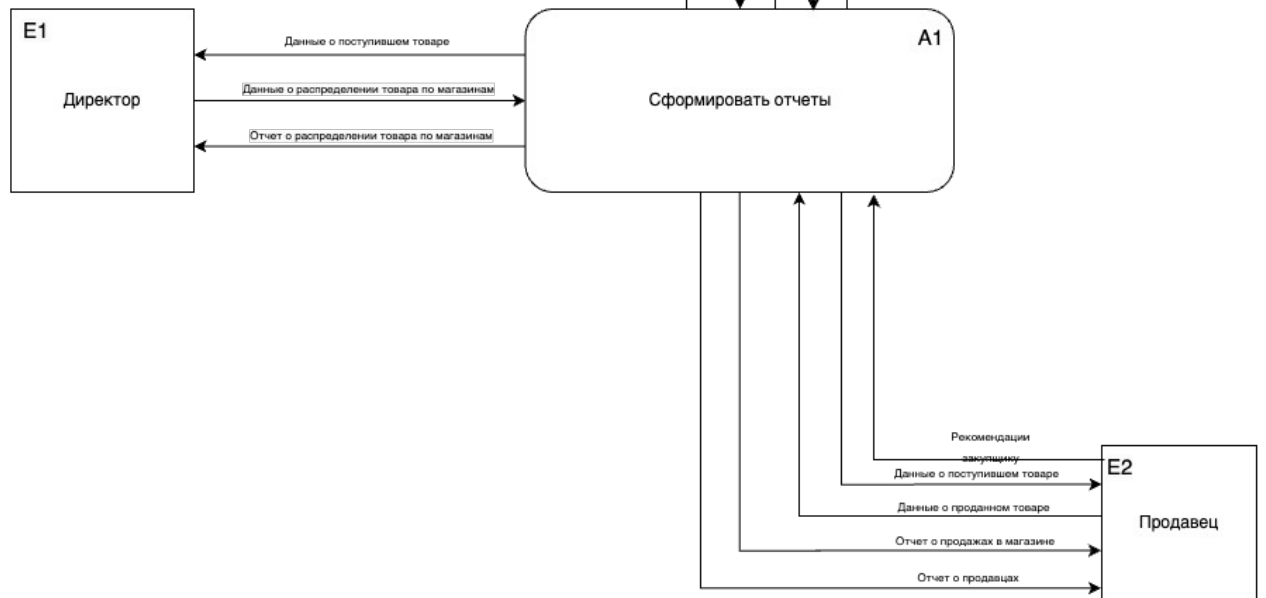 E1
Директор
Данные о поступившем товаре
Данные о распределении товара по магазинам
Отчет о распределении товара по магазинам
A1
Сформировать отчеты
Рекомендации
закупщику
Данные о поступившем товаре
Данные о проданном товаре
Отчет о продажах в магазине
Отчет о продавцах
E2
Продавец